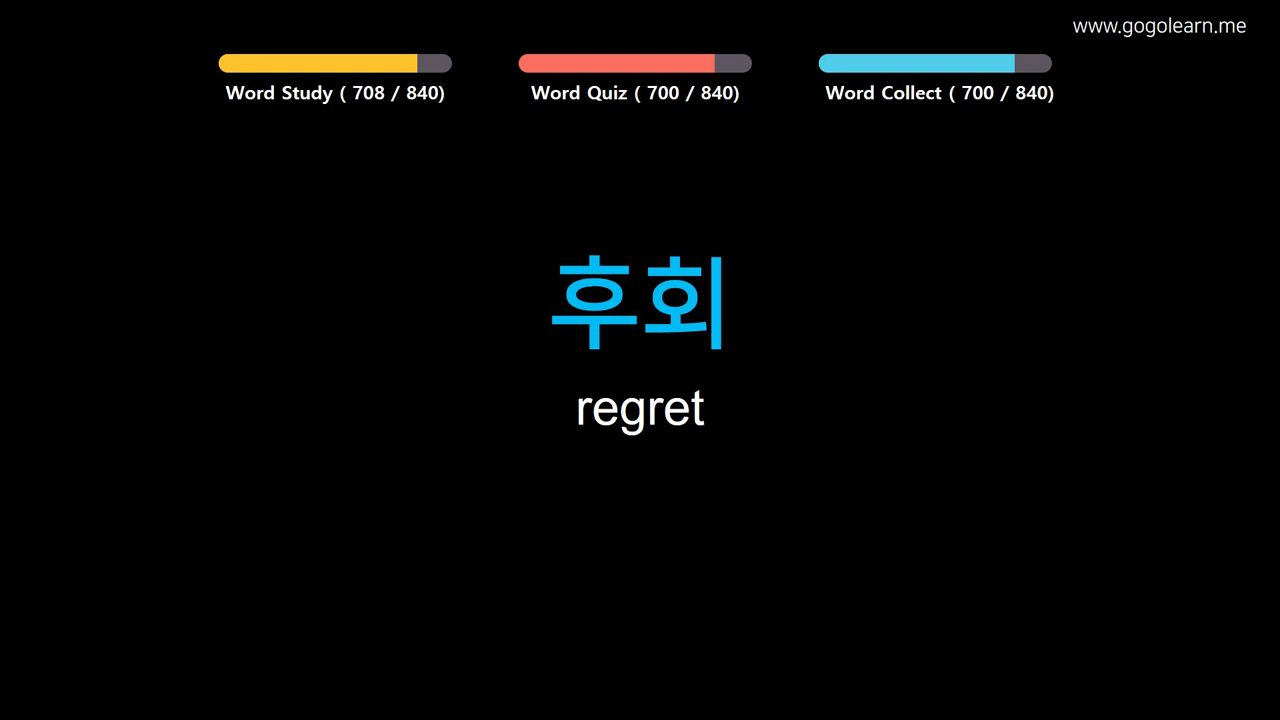 www.gogolearn.me
Word Study ( 708 / 840)
Word Quiz ( 700 / 840)
Word Collect ( 700 / 840)
후회
regret